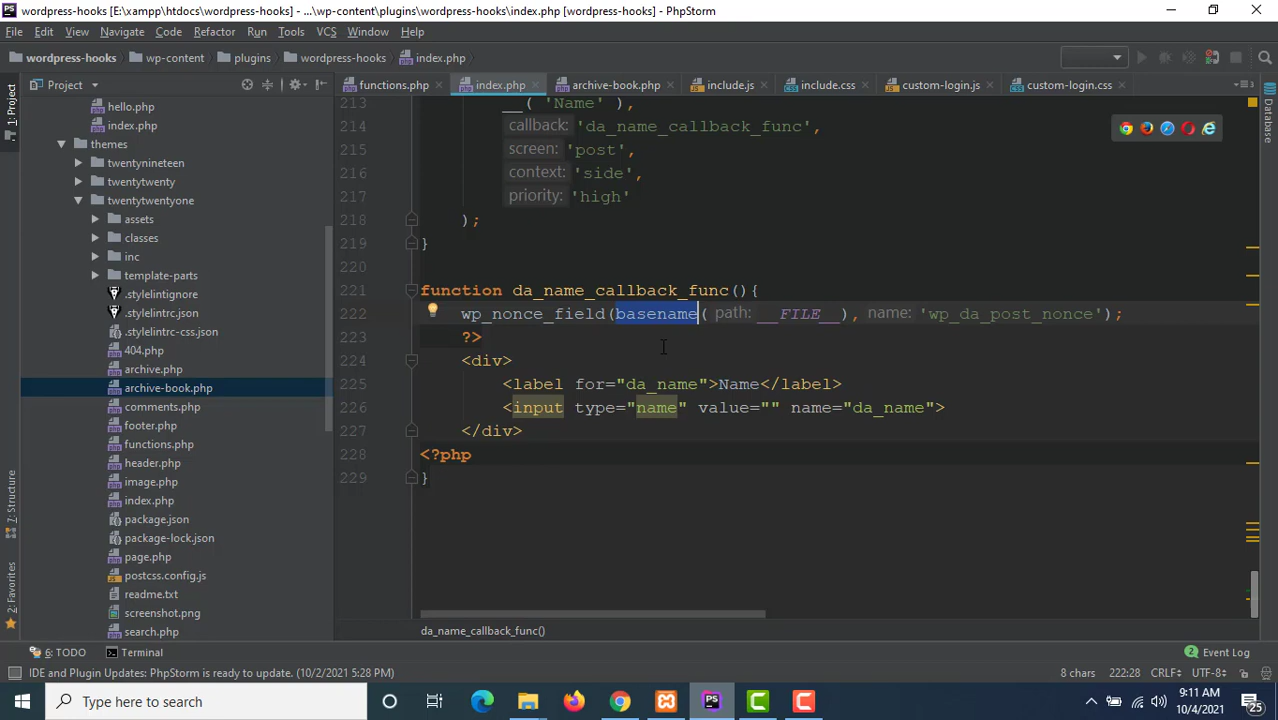 wordpress-hooks [E:\xampp\htdocs\wordpress-hooks] - ...\wp-content\plugins\wordpress-hooks\index.php [wordpress-hooks] - PhpStorm
File Edit View Navigate Code Refactor Run Tools VCS Window Help
wordpress-hooks wp-content plugins wordpress-hooks index.php
Project functions.php index.php archive-book.php include.js include.css custom-login.js custom-login.css
1: Project
7: Structure
2: Favorites
Database
hello.php
index.php
themes
twentynineteen
twentytwenty
twentytwentyone
assets
classes
inc
template-parts
.stylelintignore
.stylelintrc.json
.stylelintrc-css.json
404.php
archive.php
archive-book.php
comments.php
footer.php
functions.php
header.php
image.php
index.php
package.json
package-lock.json
page.php
postcss.config.js
readme.txt
screenshot.png
search.php
213 __( 'Name' ),
214 callback: 'da_name_callback_func',
215 screen: 'post',
216 context: 'side',
217 priority: 'high'
218 );
219 }
220
221 function da_name_callback_func(){
222 wp_nonce_field(basename( path: __FILE__), name: 'wp_da_post_nonce');
223 ?>
224 <div>
225 <label for="da_name">Name</label>
226 <input type="name" value="" name="da_name">
227 </div>
228 <?php
229 }
da_name_callback_func()
6: TODO Terminal 2 Event Log
IDE and Plugin Updates: PhpStorm is ready to update. (10/2/2021 5:28 PM) 8 chars 222:28 CRLF÷ UTF-8÷
Type here to search
PS
9:11 AM
10/4/2021
25